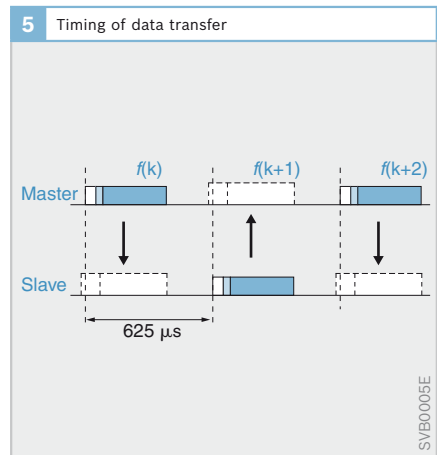 5 Timing of data transfer
f(k) f(k+1) f(k+2)
Master
Slave
625 µs
SVB0005E